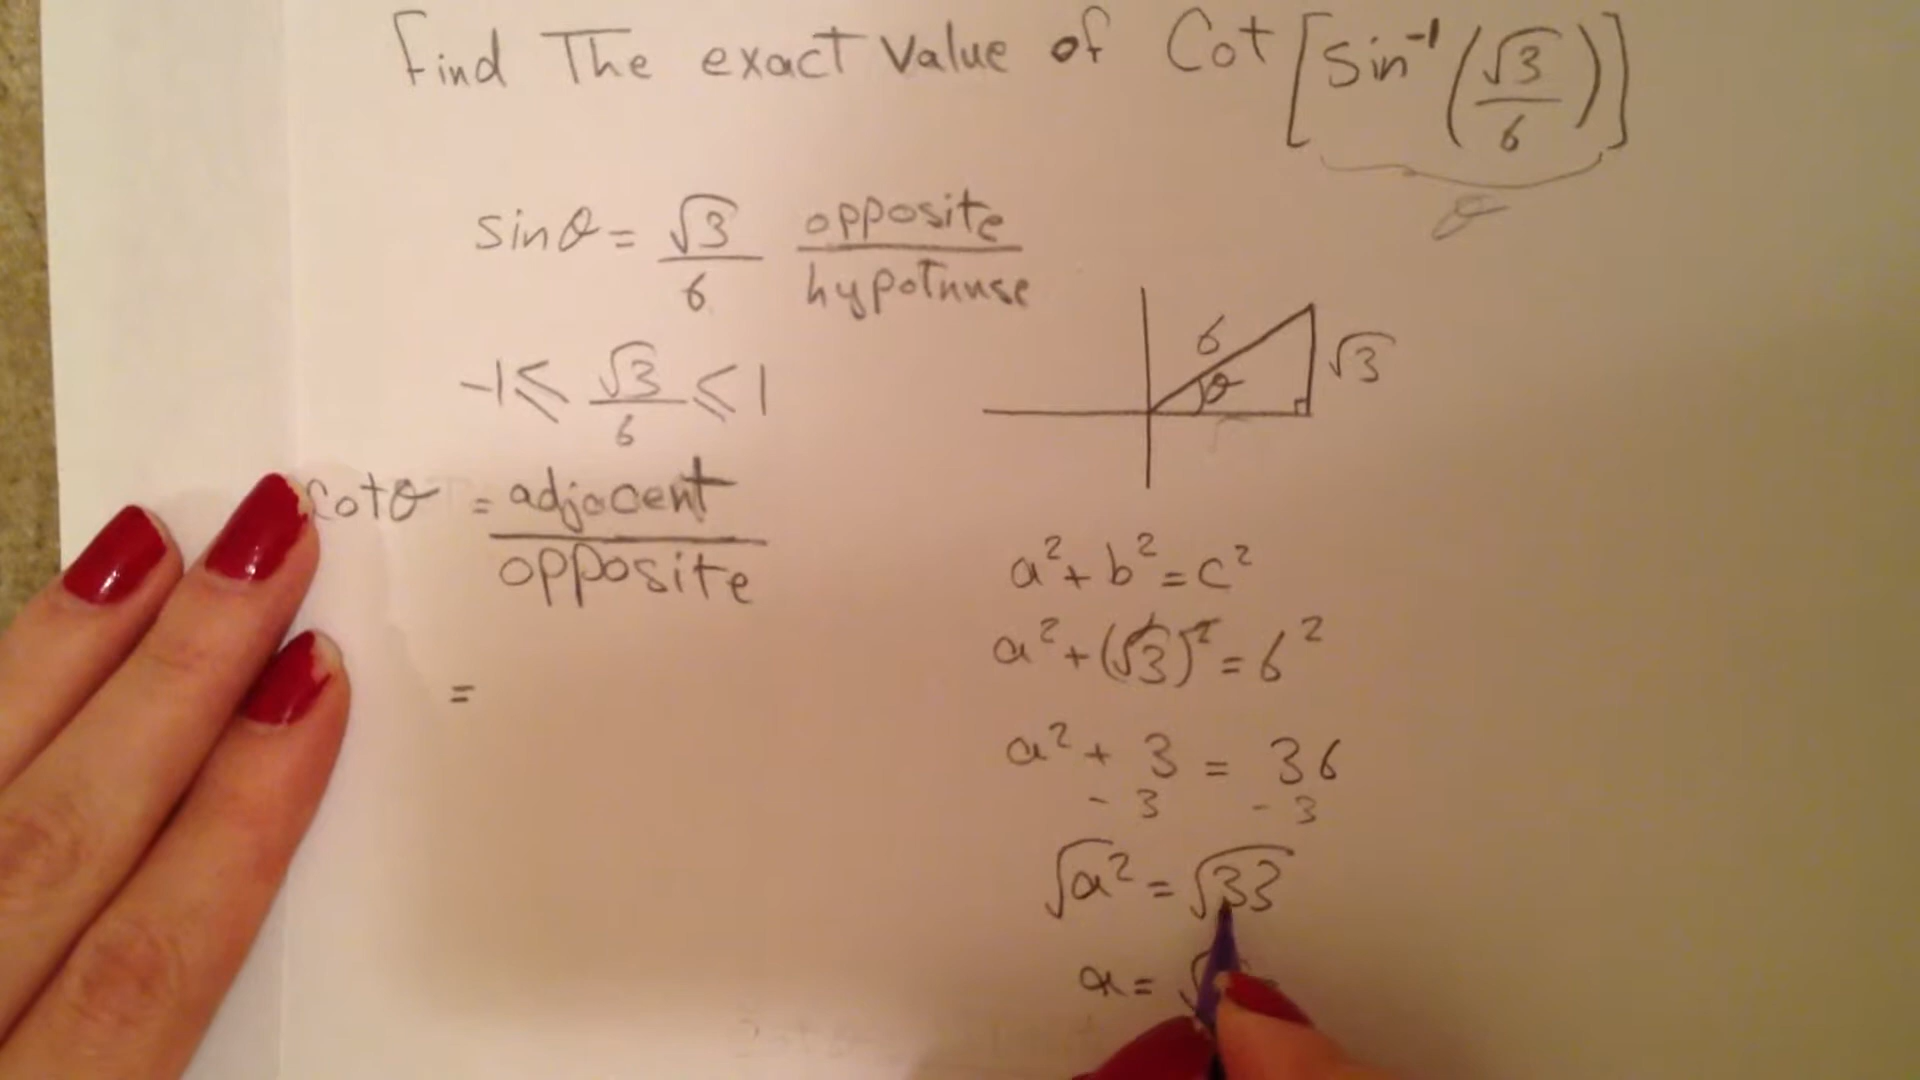 Find The exact Value of Cot [Sin⁻¹ (√3/6)]
θ
sinθ = √3/6 opposite/hypotnuse
6
θ
√3
-1 ≤ √3/6 ≤ 1
cotθ = adjacent/opposite
=
a² + b² = c²
a² + (√3)² = 6²
a² + 3 = 36
- 3 - 3
√a² = √33
a = √